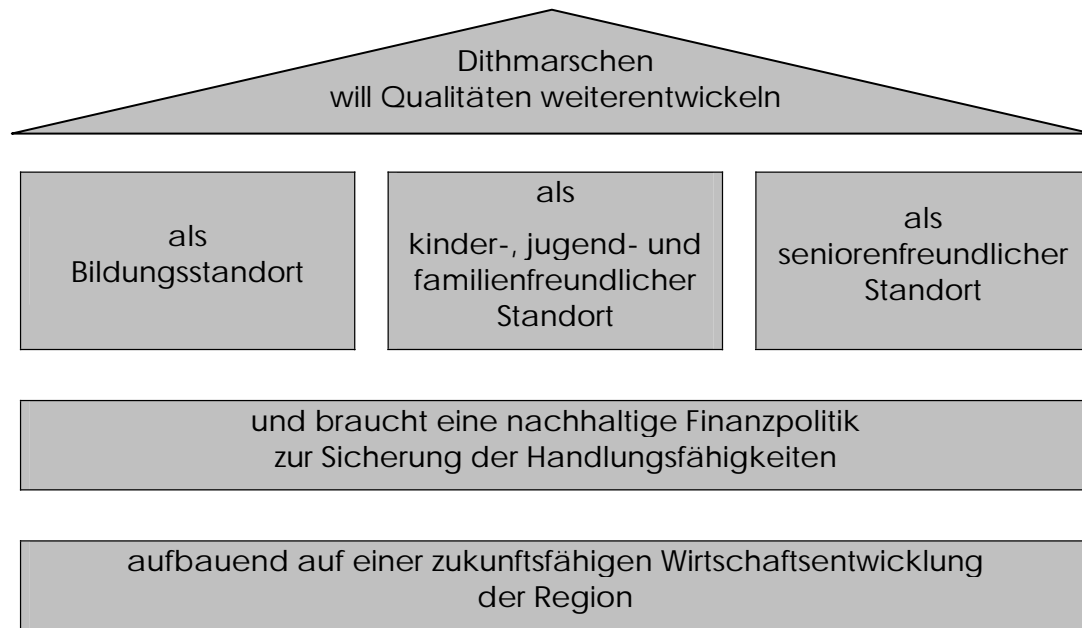 Dithmarschen
will Qualitäten weiterentwickeln
als
Bildungsstandort
als
kinder-, jugend- und
familienfreundlicher
Standort
als
seniorenfreundlicher
Standort
und braucht eine nachhaltige Finanzpolitik
zur Sicherung der Handlungsfähigkeiten
aufbauend auf einer zukunftsfähigen Wirtschaftsentwicklung
der Region